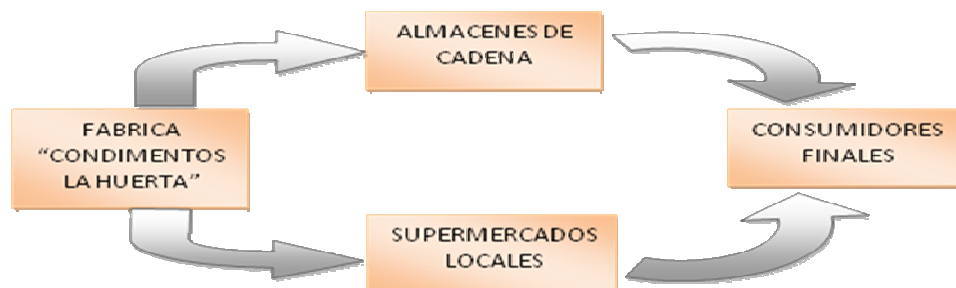 ALMACENES DE
CADENA
FABRICA
“CONDIMENTOS
LA HUERTA”
CONSUMIDORES
FINALES
SUPERMERCADOS
LOCALES